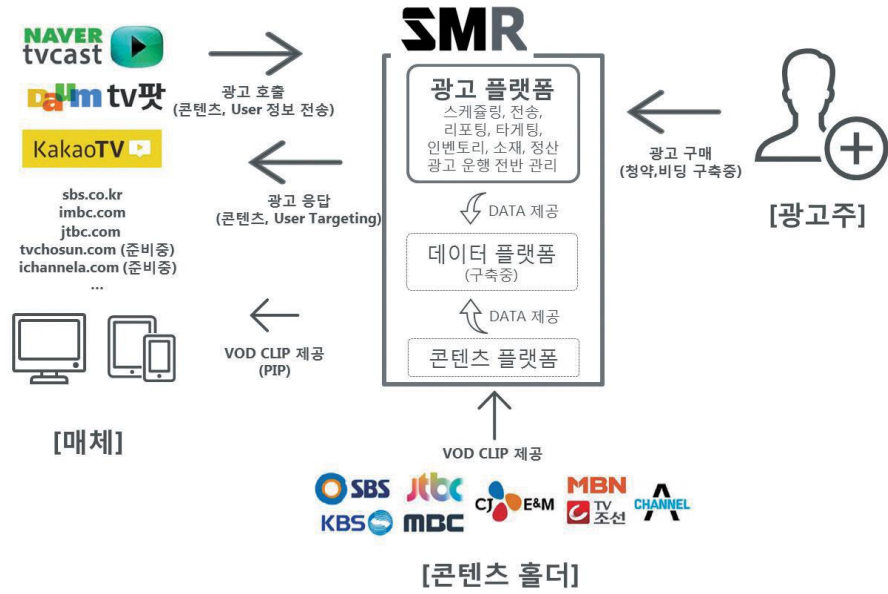 NAVER
tvcast
Daum tv팟
KakaoTV
sbs.co.kr
imbc.com
jtbc.com
tvchosun.com (준비중)
ichannela.com (준비중)
...
[매체]
광고 호출
(콘텐츠, User 정보 전송)
광고 응답
(콘텐츠, User Targeting)
VOD CLIP 제공
(PIP)
SMR
광고 플랫폼
스케쥴링, 전송,
리포팅, 타게팅,
인벤토리, 소재, 정산
광고 운행 전반 관리
DATA 제공
데이터 플랫폼
(구축중)
DATA 제공
콘텐츠 플랫폼
광고 구매
(청약,비딩 구축중)
[광고주]
VOD CLIP 제공
SBS
jtbc
CJ E&M
MBN
CHANNEL A
KBS
MBC
TV
조선
[콘텐츠 홀더]